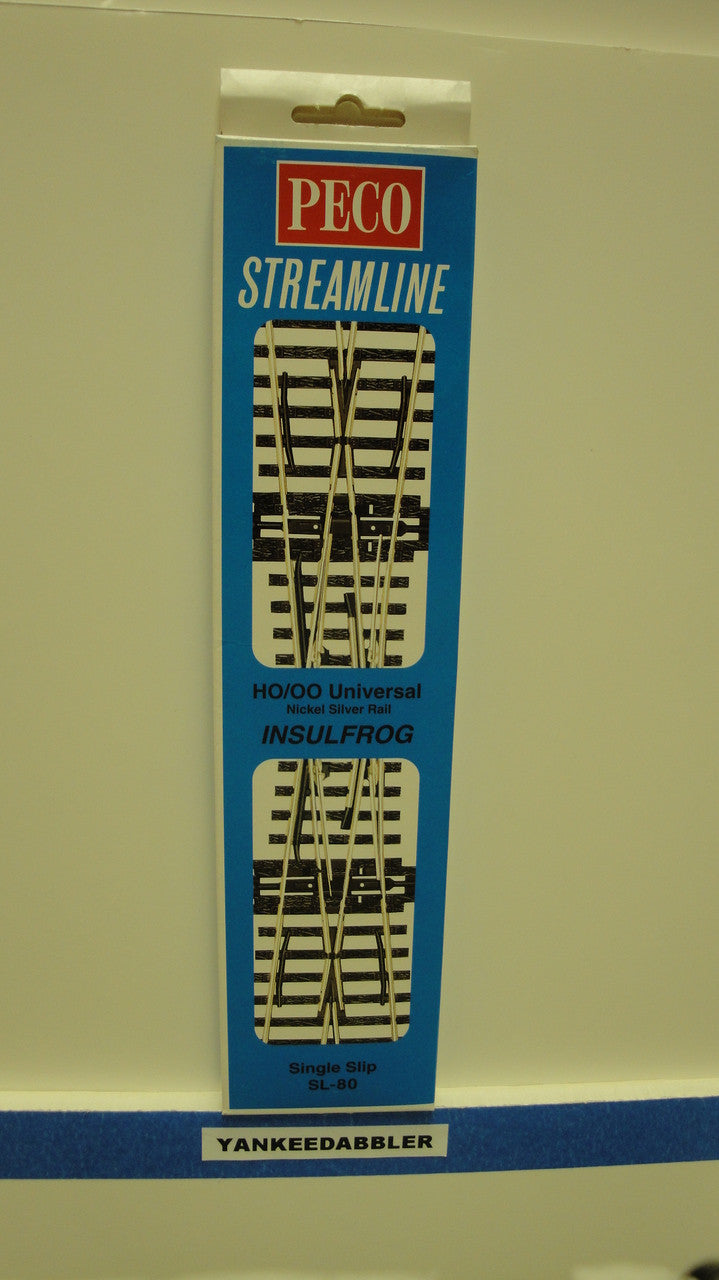 PECO
STREAMLINE
HO/OO Universal
Nickel Silver Rail
INSULFROG
Single Slip
SL-80
YANKEEDABBLER